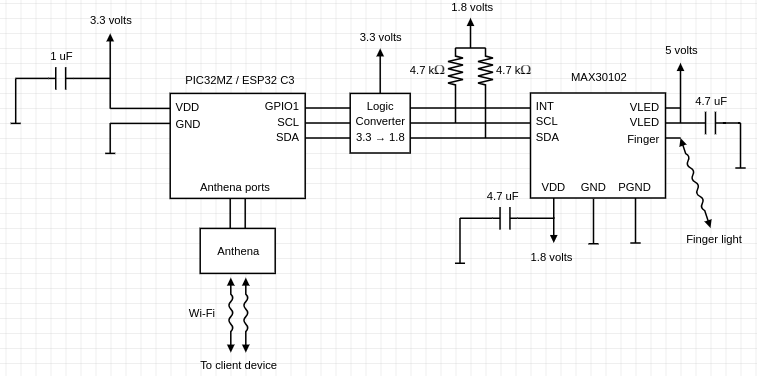 1.8 volts
3.3 volts
3.3 volts
5 volts
1 uF
4.7 kΩ
4.7 kΩ
PIC32MZ / ESP32 C3
MAX30102
4.7 uF
VDD
GND
GPIO1
SCL
SDA
Anthena ports
Logic
Converter
3.3 → 1.8
INT
SCL
SDA
VLED
VLED
Finger
VDD GND PGND
4.7 uF
1.8 volts
Finger light
Anthena
Wi-Fi
To client device